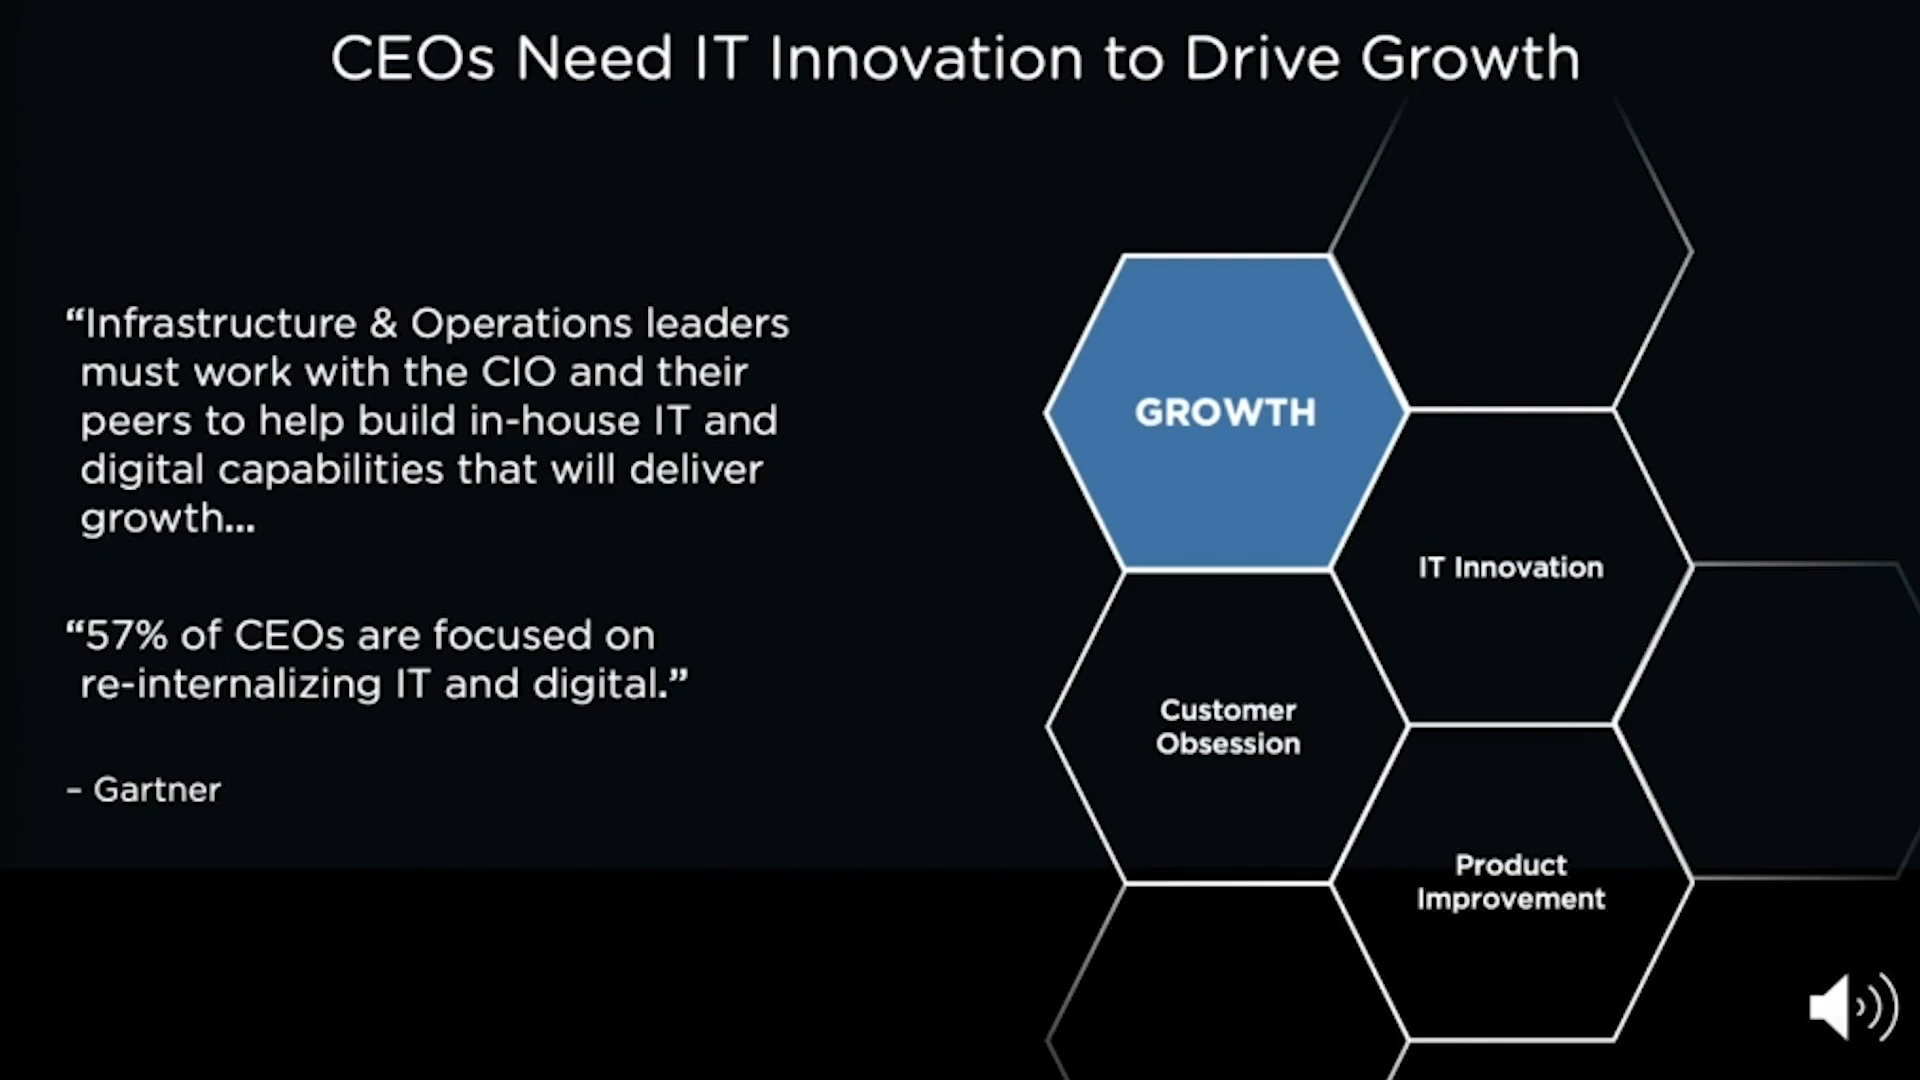 CEOs Need IT Innovation to Drive Growth
“Infrastructure & Operations leaders
must work with the CIO and their
peers to help build in-house IT and
digital capabilities that will deliver
growth...
“57% of CEOs are focused on
re-internalizing IT and digital.”
– Gartner
GROWTH
IT Innovation
Customer
Obsession
Product
Improvement